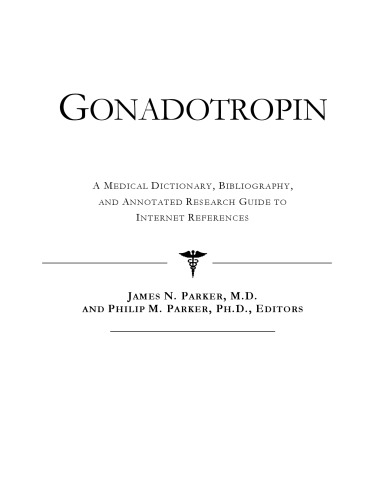 GONADOTROPIN
A MEDICAL DICTIONARY, BIBLIOGRAPHY,
AND ANNOTATED RESEARCH GUIDE TO
INTERNET REFERENCES
JAMES N. PARKER, M.D.
AND PHILIP M. PARKER, PH.D., EDITORS